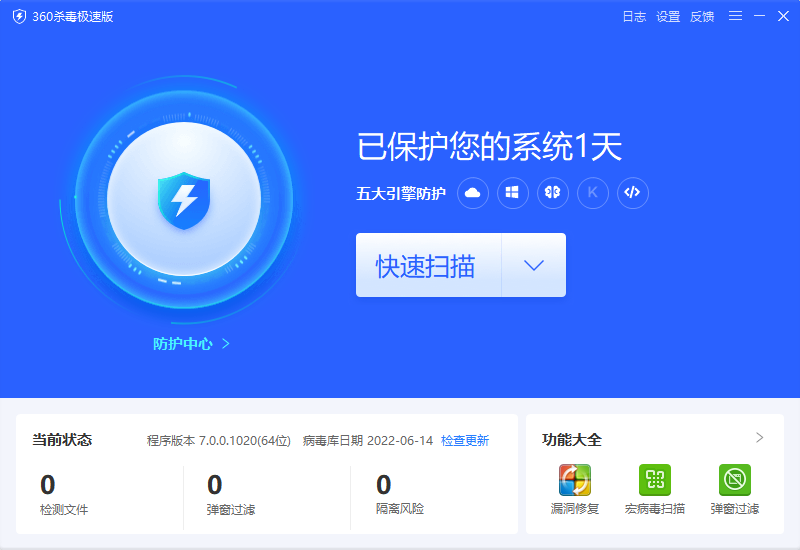 360杀毒极速版
日志 设置 反馈
已保护您的系统1天
五大引擎防护
K
快速扫描
防护中心
当前状态
程序版本 7.0.0.1020(64位) 病毒库日期 2022-06-14 检查更新
0 0 0
检测文件 弹窗过滤 隔离风险
功能大全
漏洞修复 宏病毒扫描 弹窗过滤